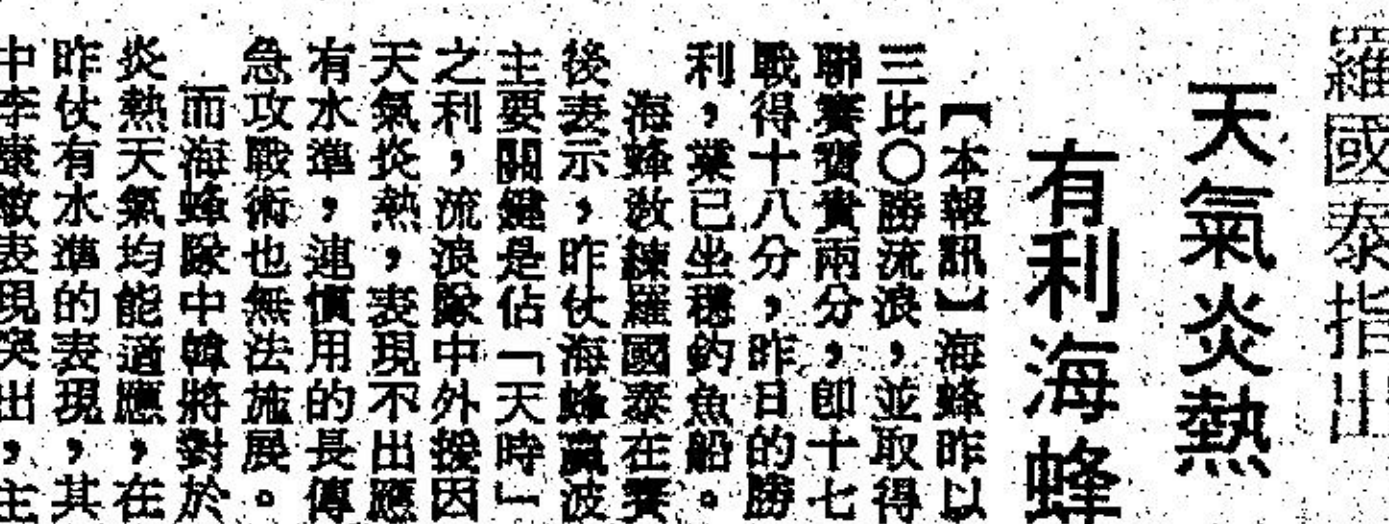 羅國泰指出
天氣炎熱
有利海蜂
【本報訊】海蜂昨以
三比〇勝流浪，並取得
聯賽寶貴兩分，即十七
戰得十八分，昨日的勝
利，業已坐穩釣魚船。
海蜂教練羅國泰在賽
後表示，昨仗海蜂贏波
主要關鍵是佔「天時」
之利，流浪隊中外援因
天氣炎熱，表現不出應
有水準，連慣用的長傳
急攻戰術也無法施展。
而海蜂隊中韓將對於
炎熱天氣均能適應，在
昨仗有水準的表現，其
中李康敏表現突出，主